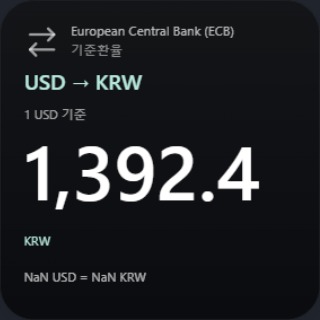 European Central Bank (ECB)
기준환율
USD → KRW
1 USD 기준
1,392.4
KRW
NaN USD = NaN KRW